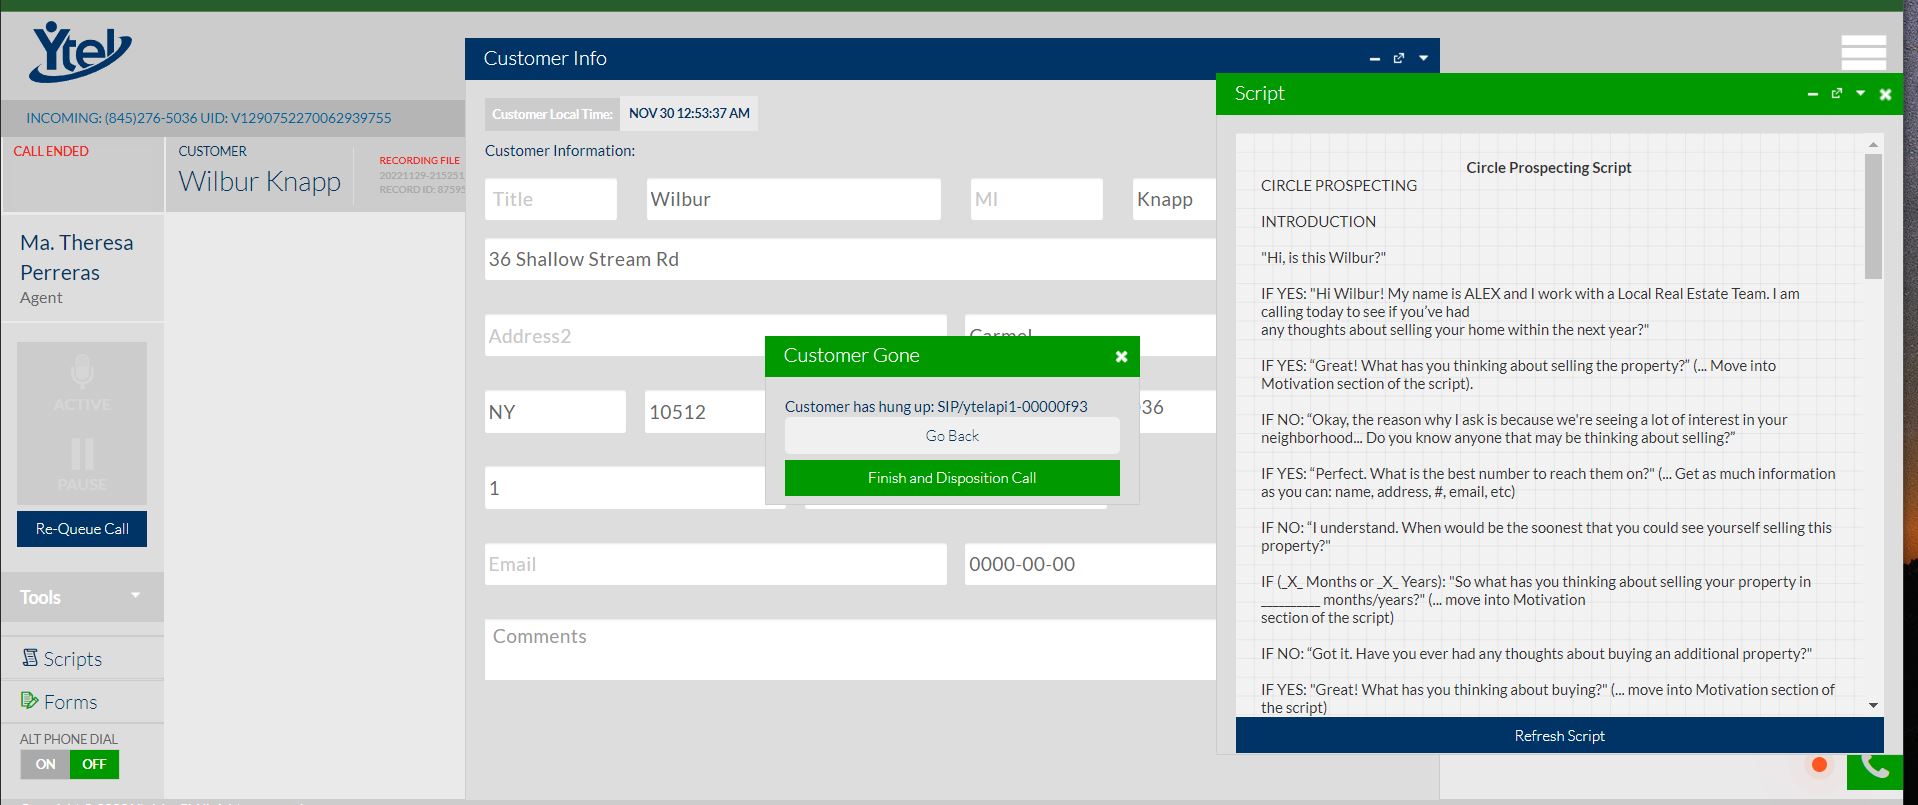 Ytel
INCOMING: (845)276-5036 UID: V1290752270062939755
CALL ENDED
CUSTOMER
Wilbur Knapp
RECORDING FILE
20221129-215251
RECORD ID: 87595
Ma. Theresa
Perreras
Agent
ACTIVE
PAUSE
Re-Queue Call
Tools
Scripts
Forms
ALT PHONE DIAL
ON OFF
Customer Info
Customer Local Time: NOV 30 12:53:37 AM
Customer Information:
Title Wilbur MI Knapp
36 Shallow Stream Rd
Address2 Carmel
NY 10512 36
1
Email 0000-00-00
Comments
Customer Gone
Customer has hung up: SIP/ytelapi1-00000f93
Go Back
Finish and Disposition Call
Script
Circle Prospecting Script
CIRCLE PROSPECTING
INTRODUCTION
"Hi, is this Wilbur?"
IF YES: "Hi Wilbur! My name is ALEX and I work with a Local Real Estate Team. I am
calling today to see if you’ve had
any thoughts about selling your home within the next year?"
IF YES: “Great! What has you thinking about selling the property?” (... Move into
Motivation section of the script).
IF NO: “Okay, the reason why I ask is because we're seeing a lot of interest in your
neighborhood... Do you know anyone that may be thinking about selling?”
IF YES: “Perfect. What is the best number to reach them on?" (... Get as much information
as you can: name, address, #, email, etc)
IF NO: “I understand. When would be the soonest that you could see yourself selling this
property?"
IF (_X_ Months or _X_ Years): "So what has you thinking about selling your property in
__________ months/years?" (... move into Motivation
section of the script)
IF NO: “Got it. Have you ever had any thoughts about buying an additional property?"
IF YES: "Great! What has you thinking about buying?" (... move into Motivation section of
the script)
Refresh Script